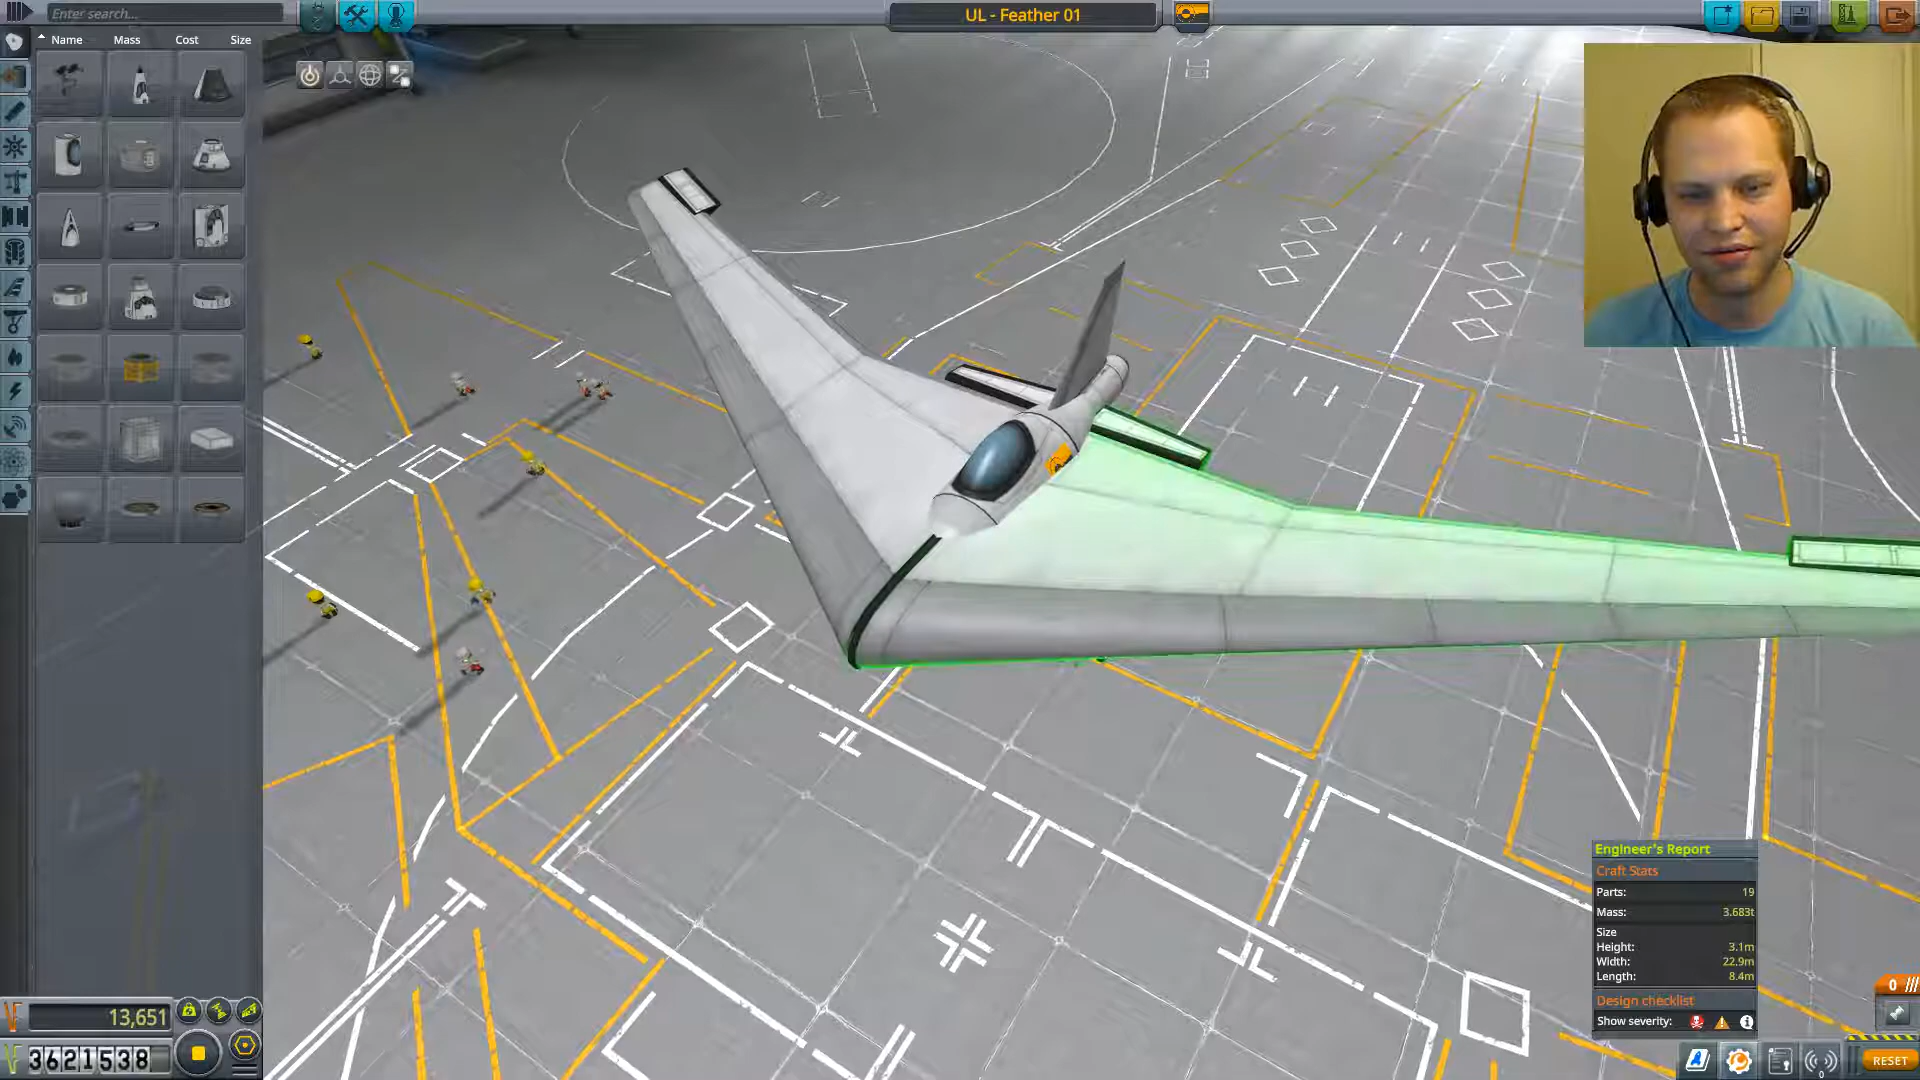 Enter search...
UL - Feather 01
Name Mass Cost Size
Engineer's Report
Craft Stats
Parts: 19
Mass: 3.683t
Size
Height: 3.1m
Width: 22.9m
Length: 8.4m
Design checklist
Show severity:
0
13,651
3621538
0
RESET